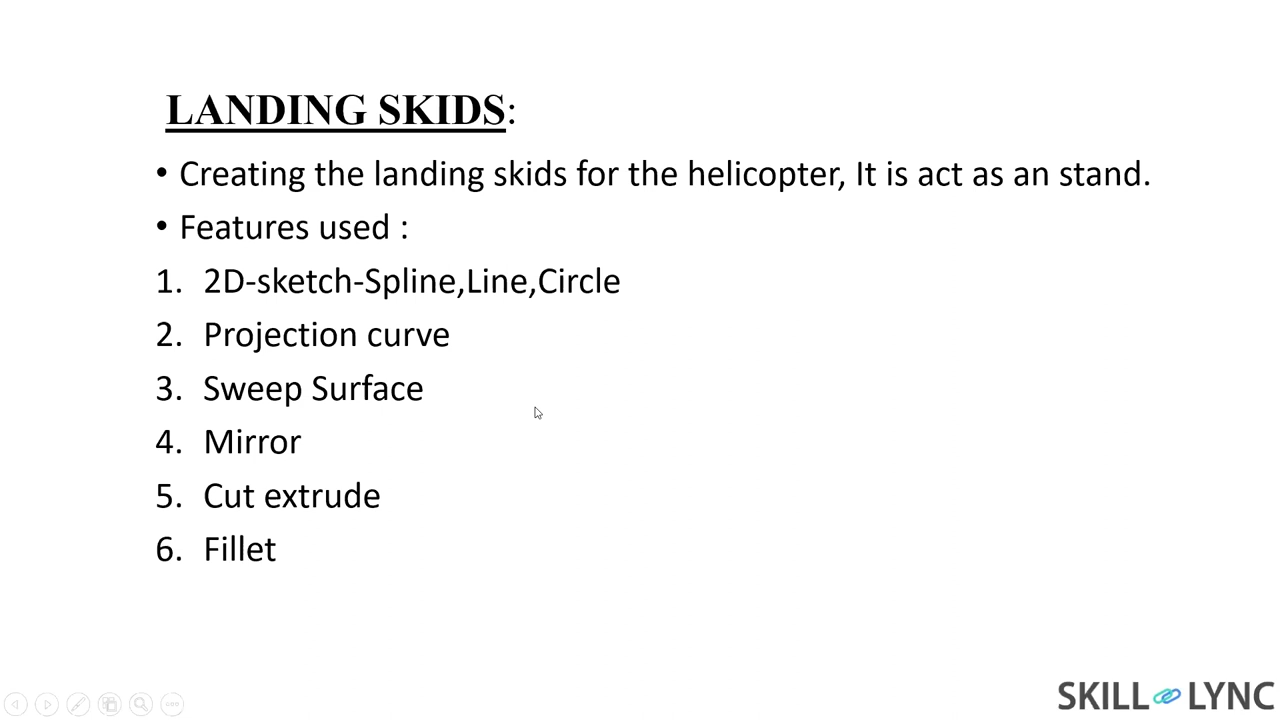 LANDING SKIDS:
• Creating the landing skids for the helicopter, It is act as an stand.
• Features used :
1. 2D-sketch-Spline,Line,Circle
2. Projection curve
3. Sweep Surface
4. Mirror
5. Cut extrude
6. Fillet
SKILL LYNC